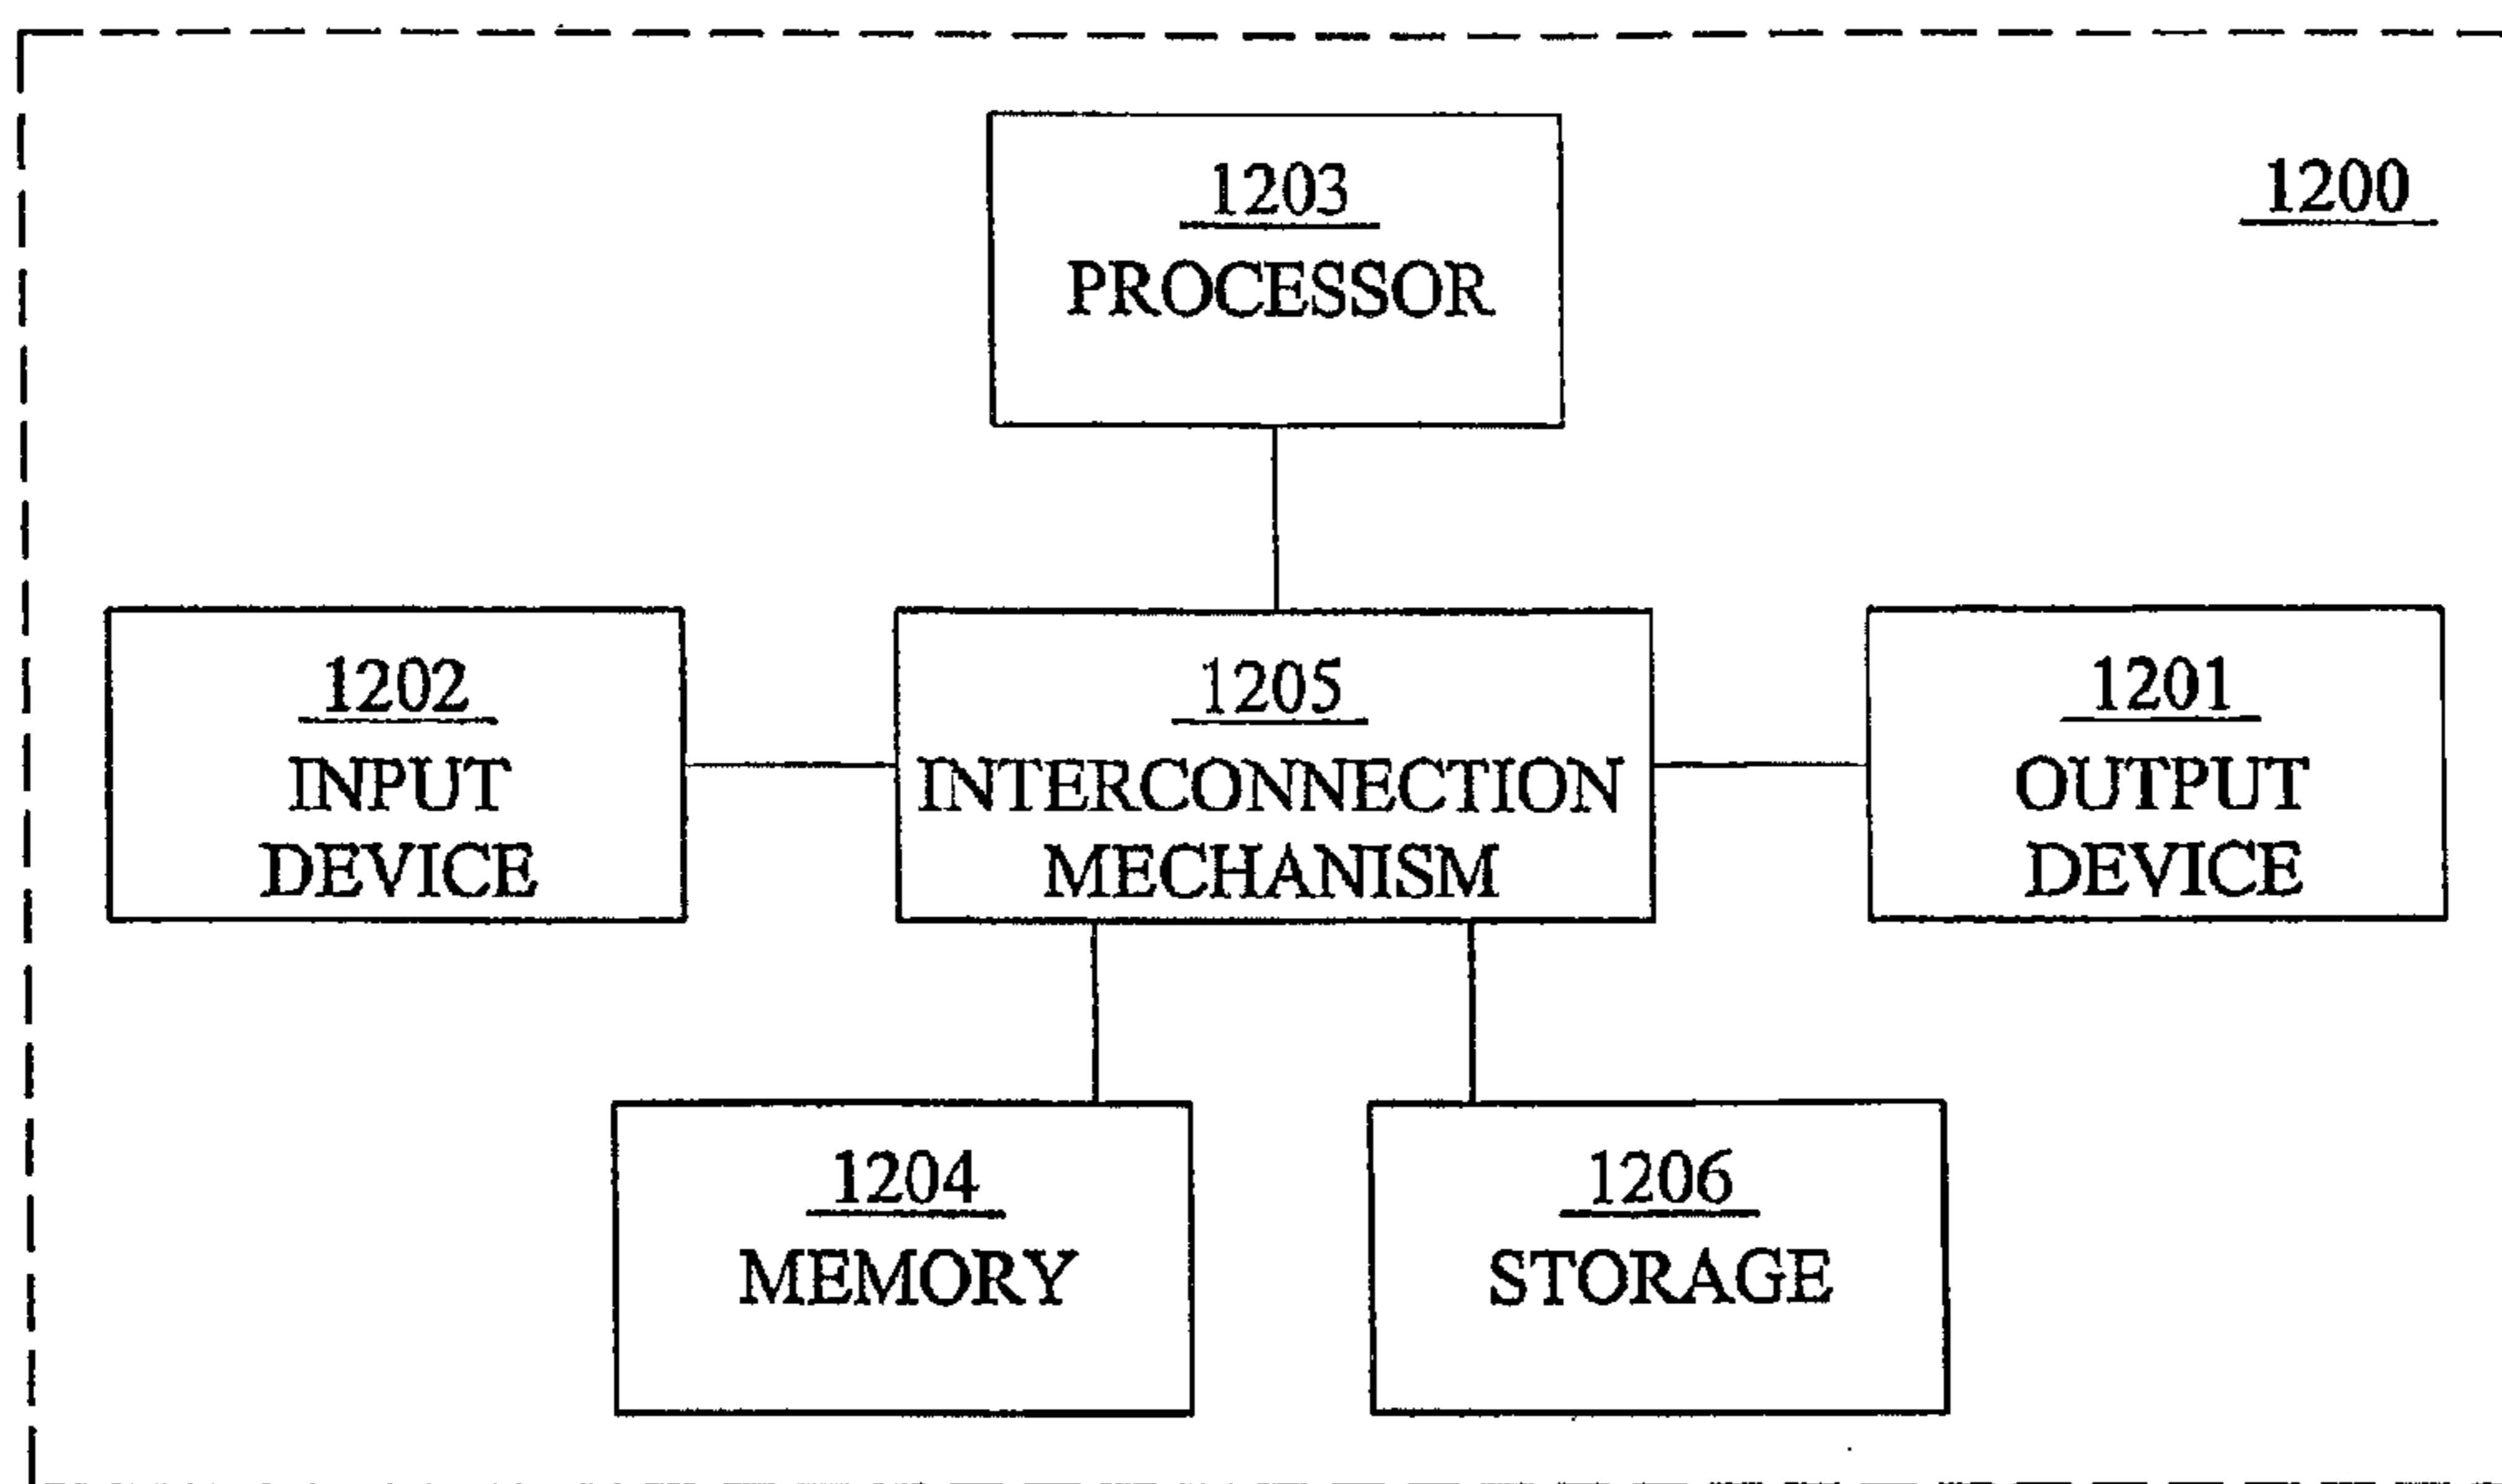 1203
PROCESSOR
1200
1202
INPUT
DEVICE
1205
INTERCONNECTION
MECHANISM
1201
OUTPUT
DEVICE
1204
MEMORY
1206
STORAGE